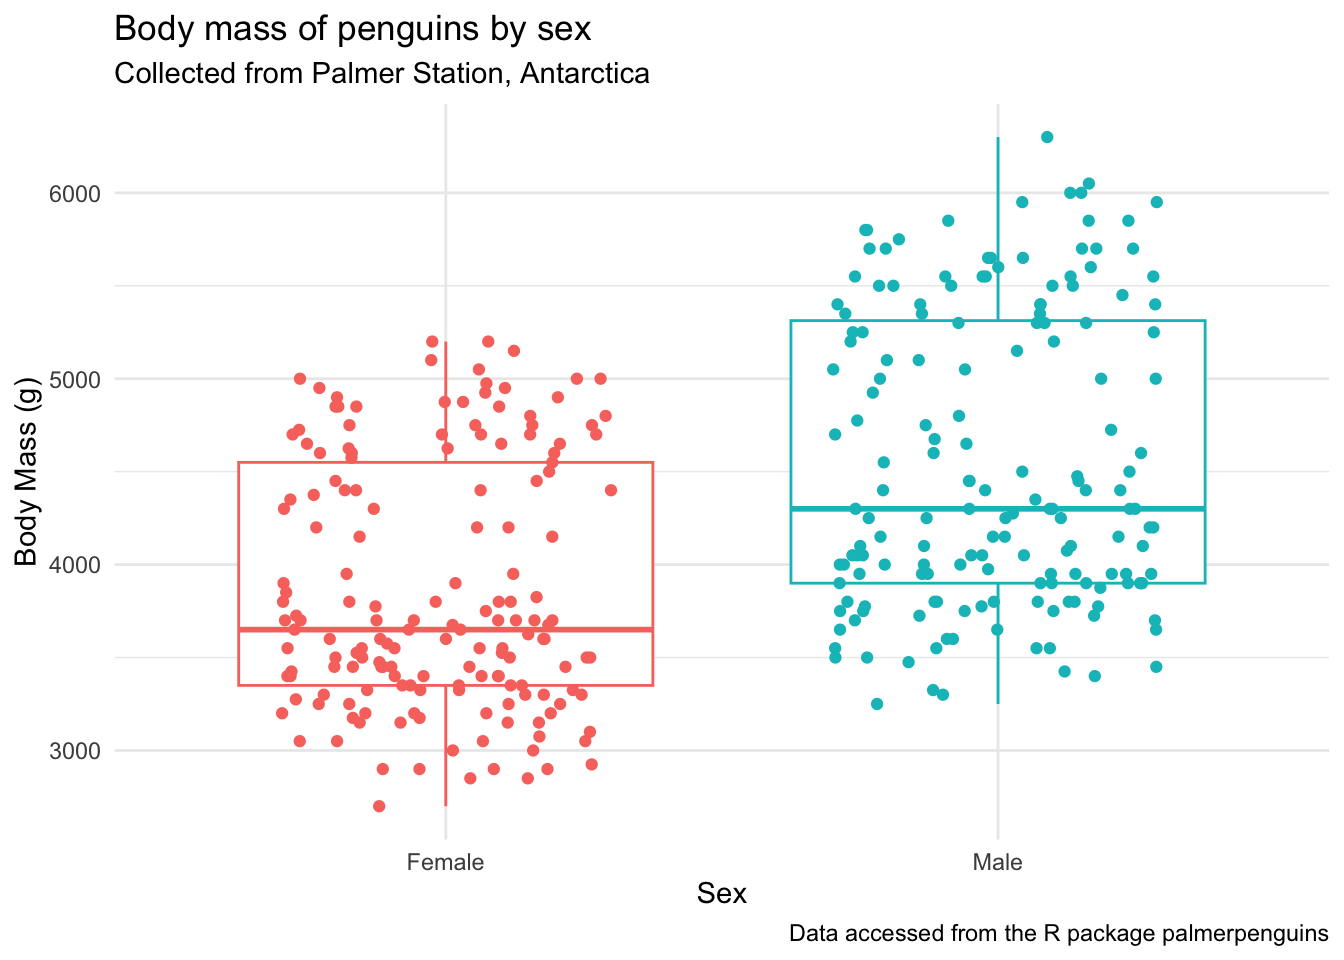 Body mass of penguins by sex
Collected from Palmer Station, Antarctica
6000
5000
4000
3000
Body Mass (g)
Female
Male
Sex
Data accessed from the R package palmerpenguins